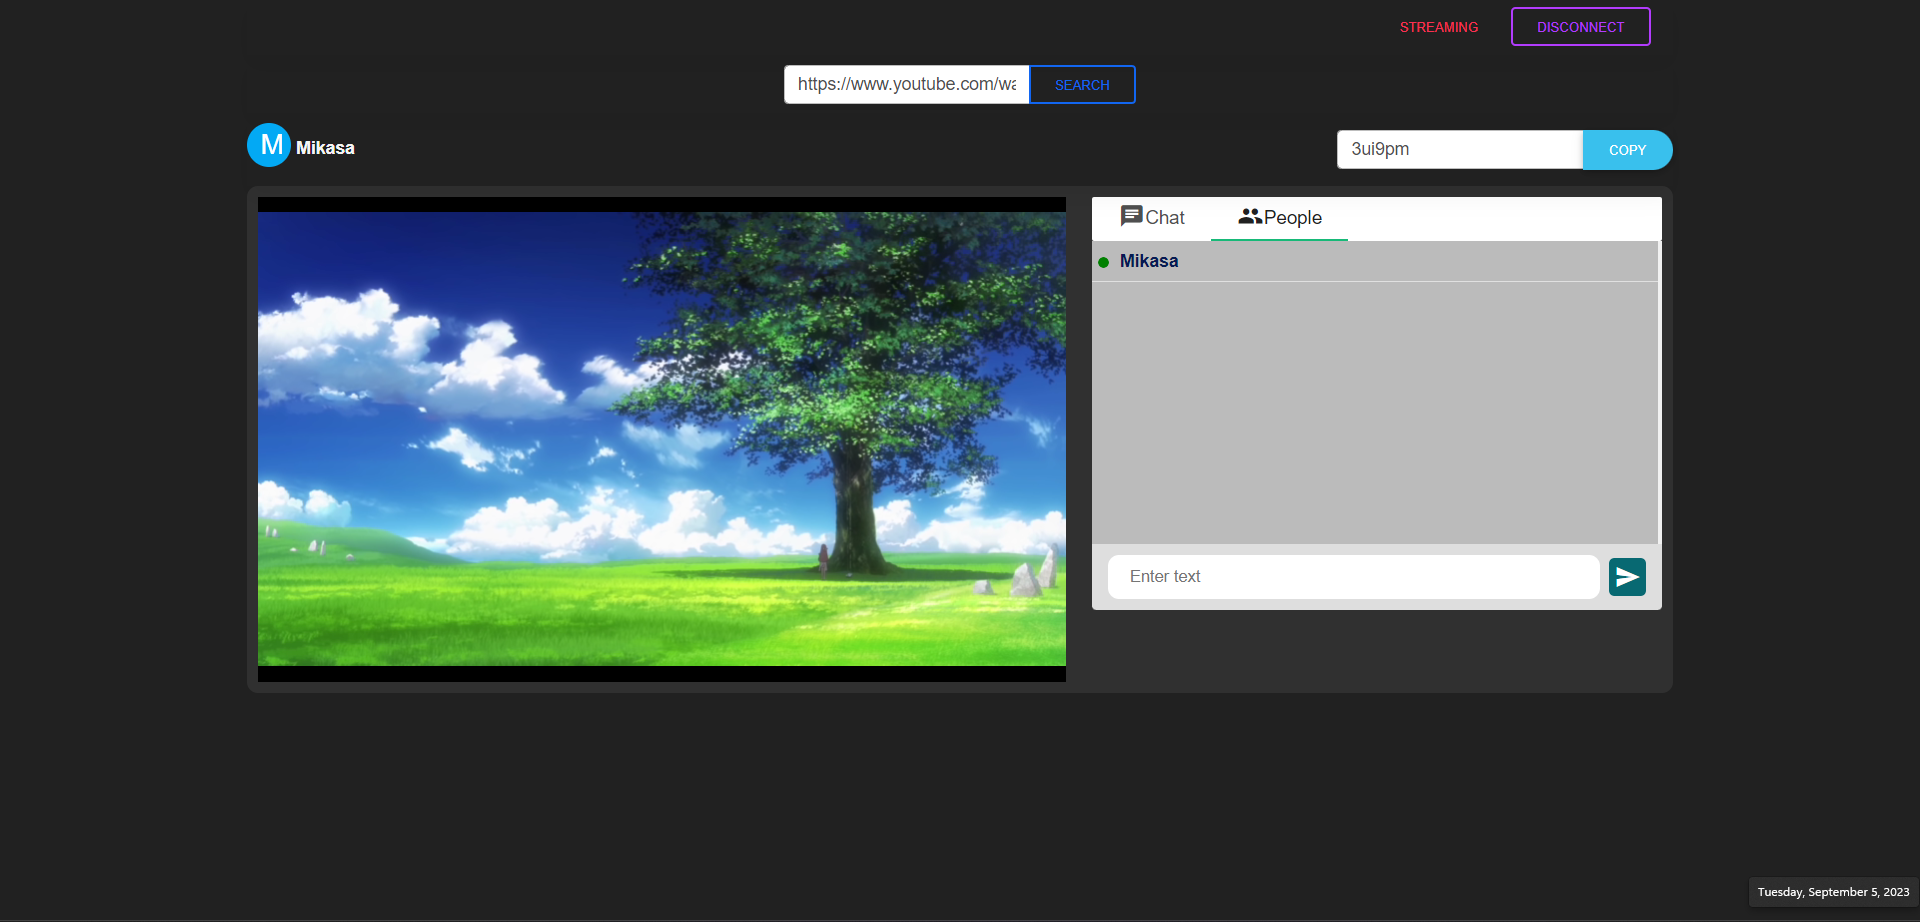 STREAMING
DISCONNECT
https://www.youtube.com/wa
SEARCH
M
Mikasa
3ui9pm
COPY
Chat
People
Mikasa
Enter text
Tuesday, September 5, 2023